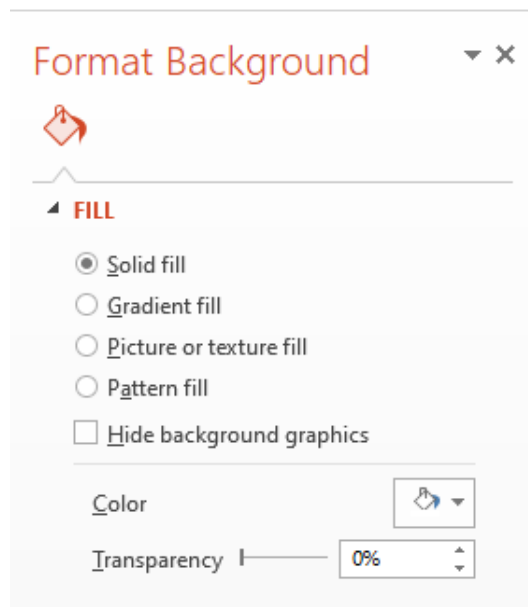 Format Background
FILL
Solid fill
Gradient fill
Picture or texture fill
Pattern fill
Hide background graphics
Color
Transparency 0%